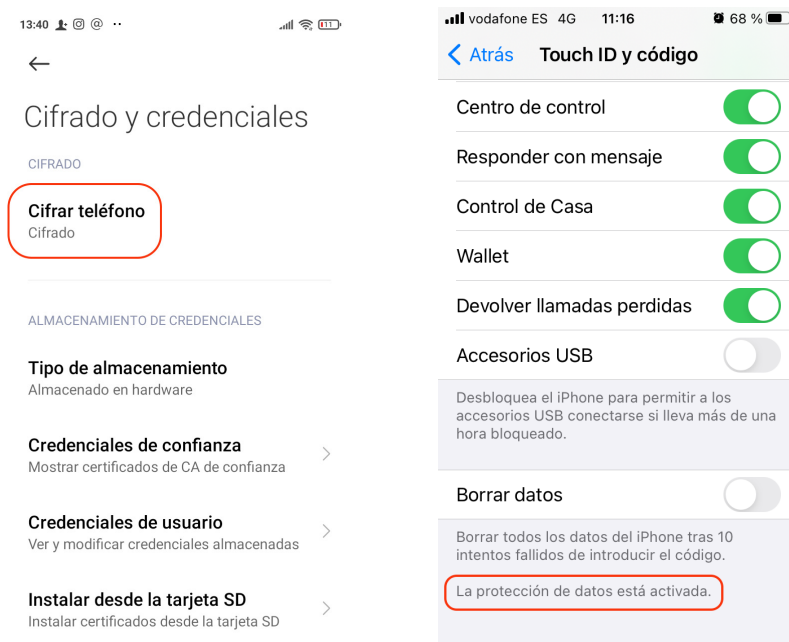 13:40
11
Cifrado y credenciales
CIFRADO
Cifrar teléfono
Cifrado
ALMACENAMIENTO DE CREDENCIALES
Tipo de almacenamiento
Almacenado en hardware
Credenciales de confianza
Mostrar certificados de CA de confianza
Credenciales de usuario
Ver y modificar credenciales almacenadas
Instalar desde la tarjeta SD
Instalar certificados desde la tarjeta SD
vodafone ES 4G 11:16 68 %
Atrás Touch ID y código
Centro de control
Responder con mensaje
Control de Casa
Wallet
Devolver llamadas perdidas
Accesorios USB
Desbloquea el iPhone para permitir a los
accesorios USB conectarse si lleva más de una
hora bloqueado.
Borrar datos
Borrar todos los datos del iPhone tras 10
intentos fallidos de introducir el código.
La protección de datos está activada.